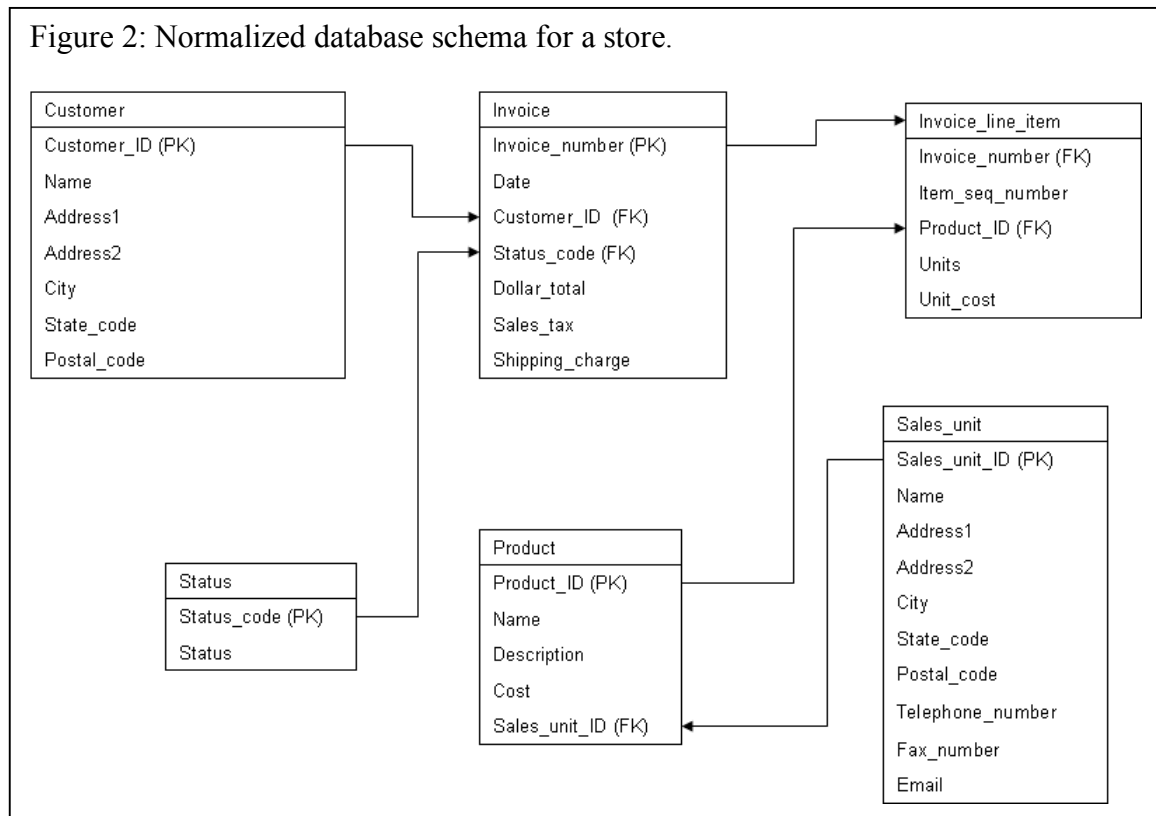 Figure 2: Normalized database schema for a store.
Customer
Customer_ID (PK)
Name
Address1
Address2
City
State_code
Postal_code
Invoice
Invoice_number (PK)
Date
Customer_ID (FK)
Status_code (FK)
Dollar_total
Sales_tax
Shipping_charge
Invoice_line_item
Invoice_number (FK)
Item_seq_number
Product_ID (FK)
Units
Unit_cost
Status
Status_code (PK)
Status
Product
Product_ID (PK)
Name
Description
Cost
Sales_unit_ID (FK)
Sales_unit
Sales_unit_ID (PK)
Name
Address1
Address2
City
State_code
Postal_code
Telephone_number
Fax_number
Email